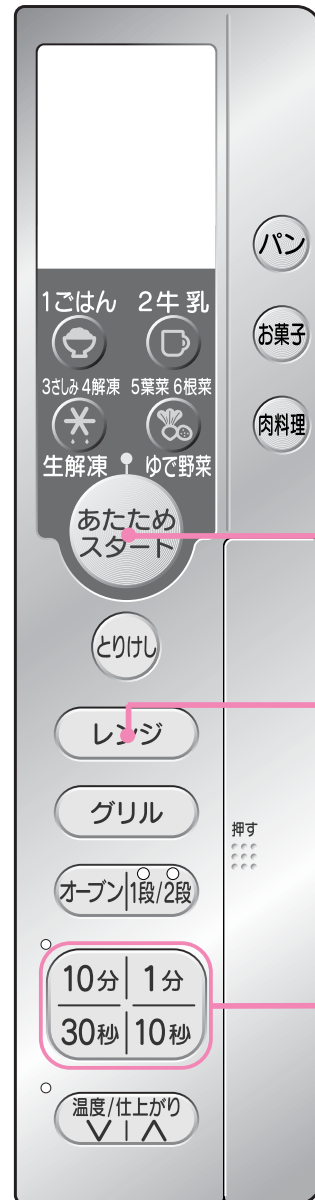 1ごはん 2牛乳
3さしみ 4解凍 5葉菜 6根菜
生解凍 ゆで野菜
あたため
スタート
とりけし
レンジ
グリル
オーブン 1段/2段
10分 1分
30秒 10秒
温度/仕上がり
パン
お菓子
肉料理
押す